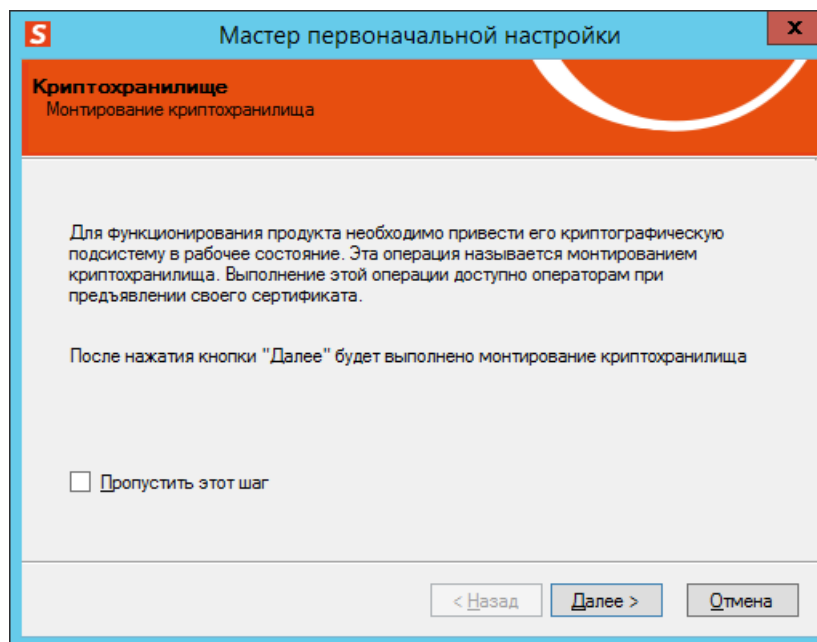 S
Мастер первоначальной настройки
x
Криптохранилище
Монтирование криптохранилища
Для функционирования продукта необходимо привести его криптографическую
подсистему в рабочее состояние. Эта операция называется монтированием
криптохранилища. Выполнение этой операции доступно операторам при
предъявлении своего сертификата.
После нажатия кнопки "Далее" будет выполнено монтирование криптохранилища
Пропустить этот шаг
< Назад
Далее >
Отмена